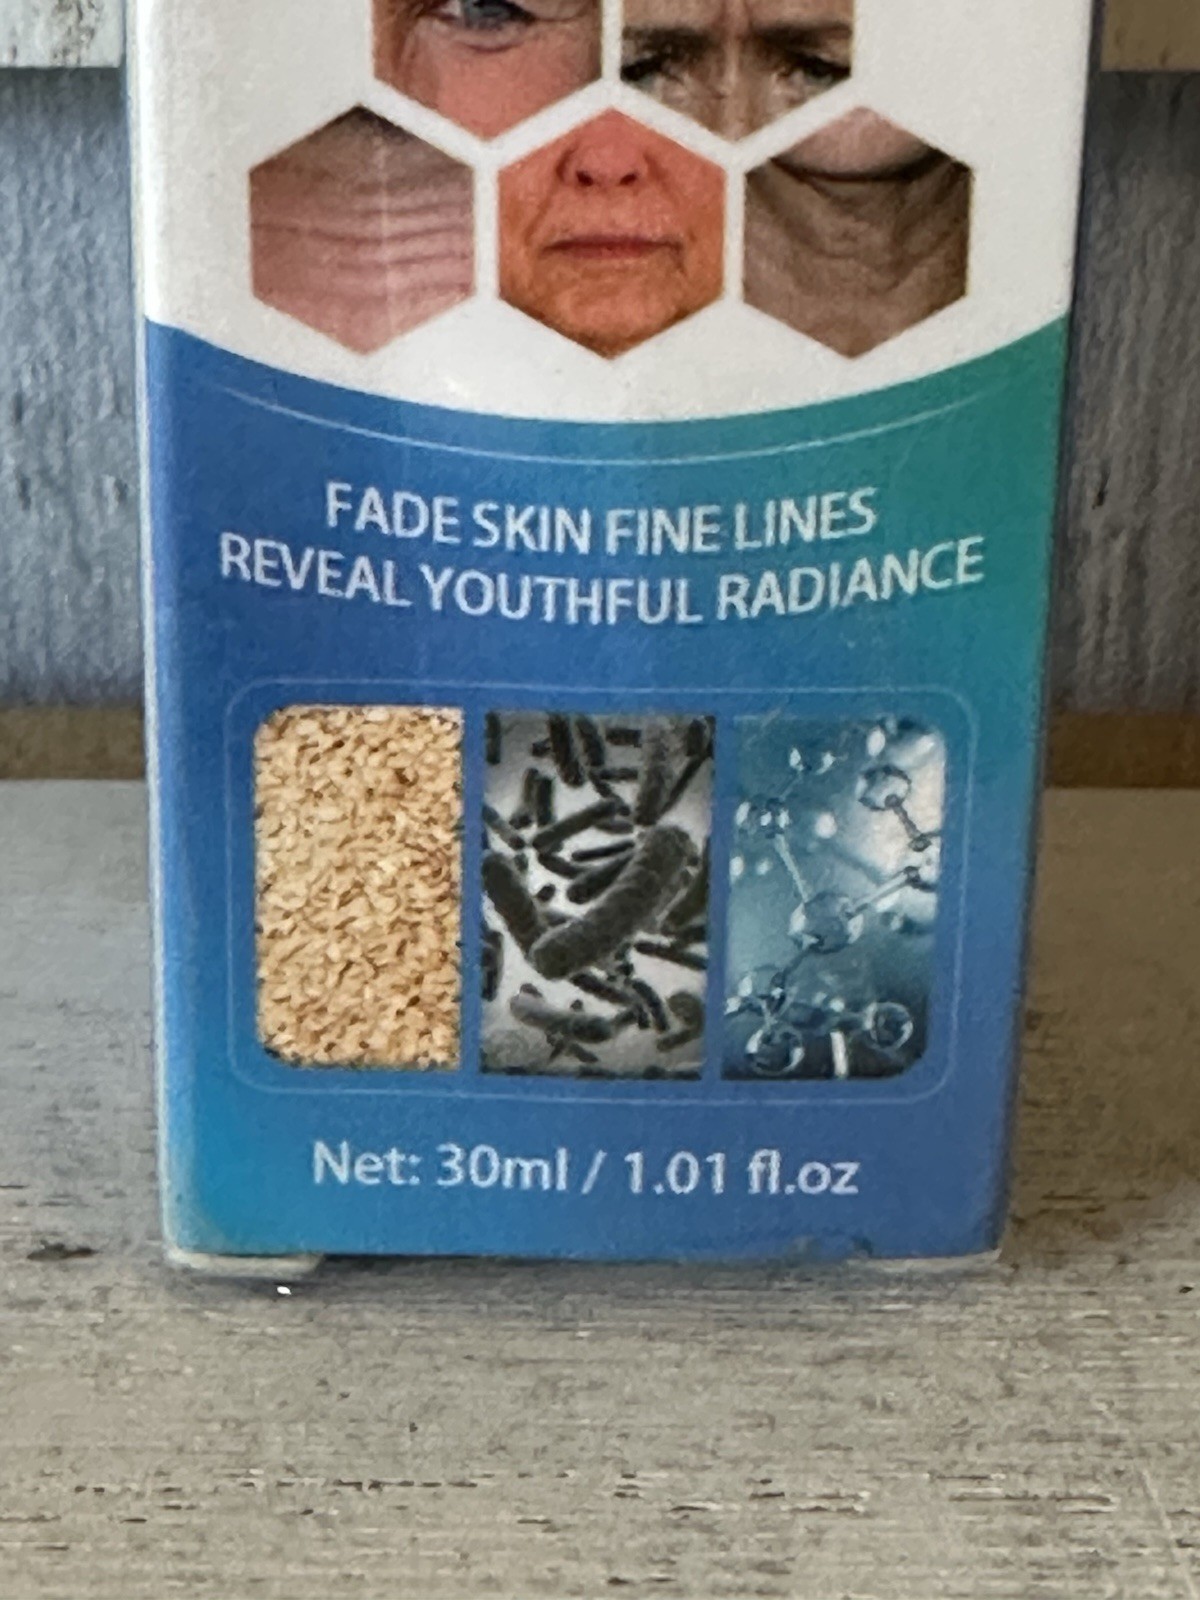 FADE SKIN FINE LINES
REVEAL YOUTHFUL RADIANCE
Net: 30ml / 1.01 fl.oz